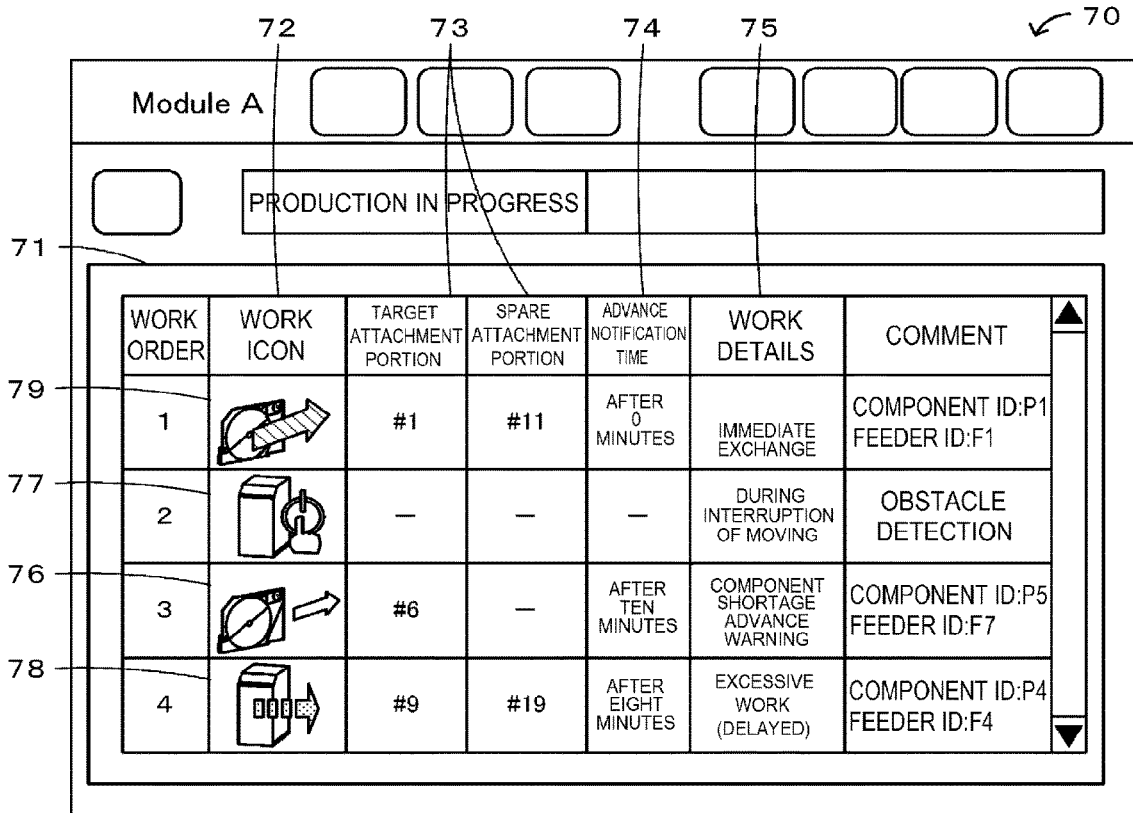 72 73 74 75 70
Module A
PRODUCTION IN PROGRESS
71
WORK ORDER
WORK ICON
TARGET ATTACHMENT PORTION
SPARE ATTACHMENT PORTION
ADVANCE NOTIFICATION TIME
WORK DETAILS
COMMENT
79
1
#1
#11
AFTER
0
MINUTES
IMMEDIATE
EXCHANGE
COMPONENT ID:P1
FEEDER ID:F1
77
2
–
–
–
DURING
INTERRUPTION
OF MOVING
OBSTACLE
DETECTION
76
3
#6
–
AFTER
TEN
MINUTES
COMPONENT
SHORTAGE
ADVANCE
WARNING
COMPONENT ID:P5
FEEDER ID:F7
78
4
#9
#19
AFTER
EIGHT
MINUTES
EXCESSIVE
WORK
(DELAYED)
COMPONENT ID:P4
FEEDER ID:F4